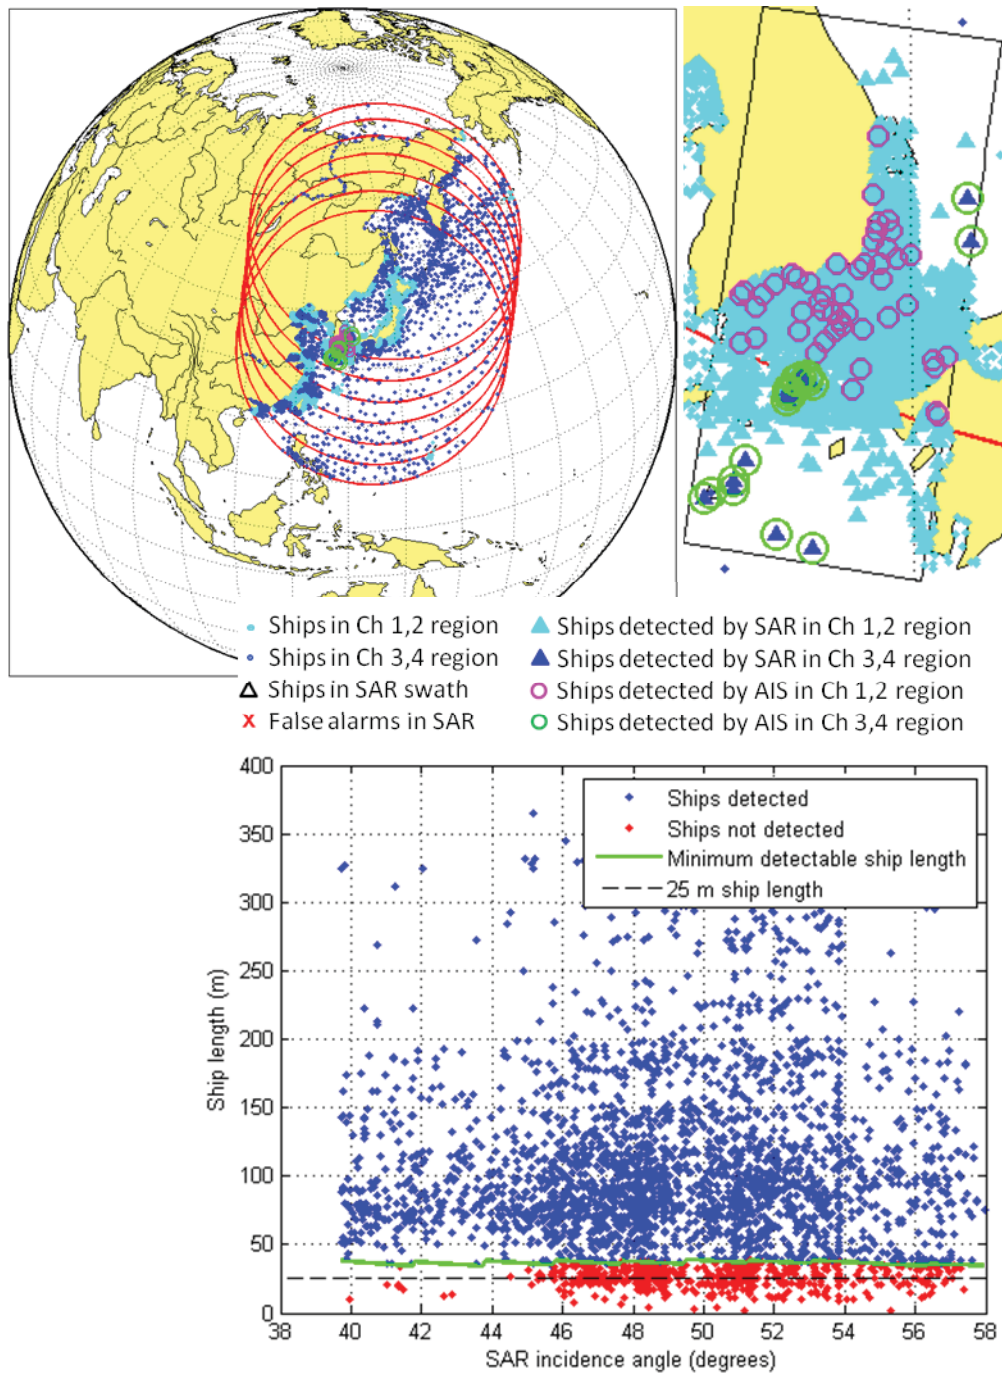 Ships in Ch 1,2 region
Ships in Ch 3,4 region
Ships in SAR swath
False alarms in SAR
Ships detected by SAR in Ch 1,2 region
Ships detected by SAR in Ch 3,4 region
Ships detected by AIS in Ch 1,2 region
Ships detected by AIS in Ch 3,4 region
Ships detected
Ships not detected
Minimum detectable ship length
25 m ship length
Ship length (m)
400
350
300
250
200
150
100
50
0
38 40 42 44 46 48 50 52 54 56 58
SAR incidence angle (degrees)